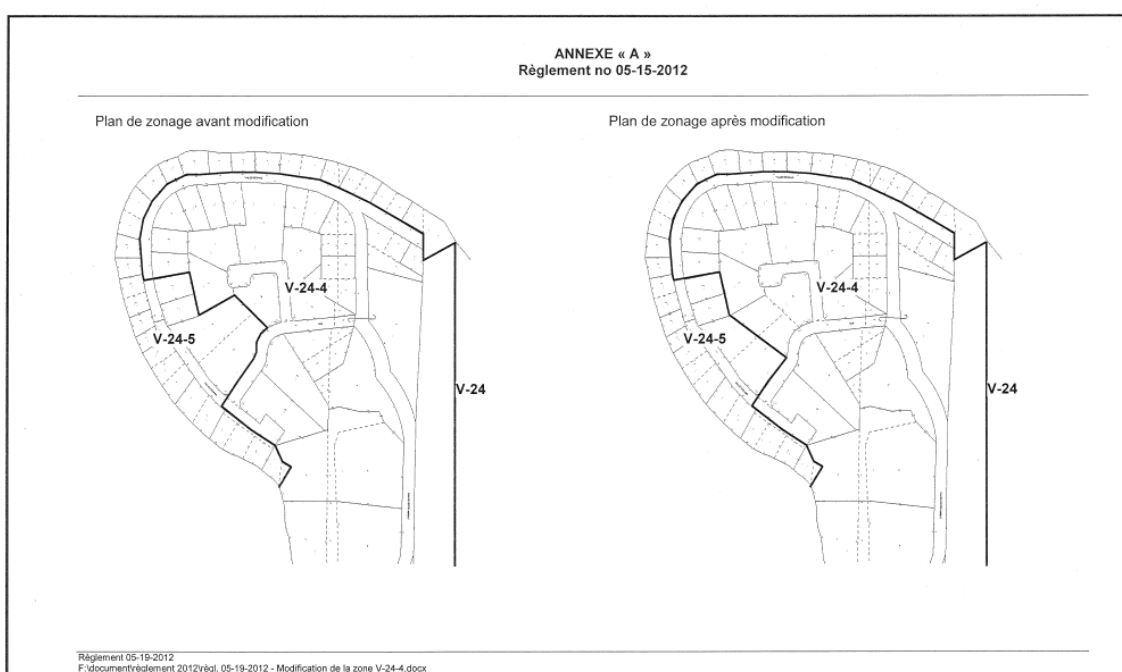 ANNEXE « A »
Règlement no 05-15-2012
Plan de zonage avant modification
Plan de zonage après modification
V-24-4
V-24-5
V-24
V-24-4
V-24-5
V-24
Règlement 05-19-2012
F:\document\règlement 2012\règl. 05-19-2012 - Modification de la zone V-24-4.docx